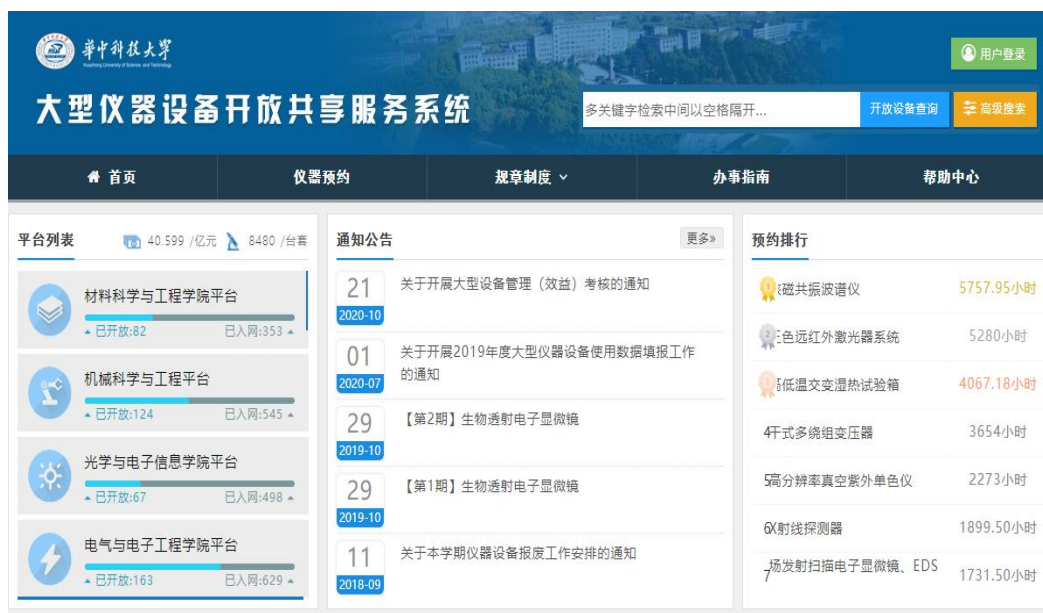 華中科技大學
Huazhong University of Science and Technology
用户登录
大型仪器设备开放共享服务系统
多关键字检索中间以空格隔开...
开放设备查询
高级搜索
首页
仪器预约
规章制度
办事指南
帮助中心
平台列表
40.599 /亿元
8480 /台套
材料科学与工程学院平台
已开放:82
已入网:353
机械科学与工程平台
已开放:124
已入网:545
光学与电子信息学院平台
已开放:67
已入网:498
电气与电子工程学院平台
已开放:163
已入网:629
通知公告
更多»
21
2020-10
关于开展大型设备管理（效益）考核的通知
01
2020-07
关于开展2019年度大型仪器设备使用数据填报工作
的通知
29
2019-10
【第2期】生物透射电子显微镜
29
2019-10
【第1期】生物透射电子显微镜
11
2018-09
关于本学期仪器设备报废工作安排的通知
预约排行
1
磁共振波谱仪
5757.95小时
2
色远红外激光器系统
5280小时
低温交变湿热试验箱
4067.18小时
4
干式多绕组变压器
3654小时
5
高分辨率真空紫外单色仪
2273小时
6
X射线探测器
1899.50小时
7
场发射扫描电子显微镜、EDS
1731.50小时